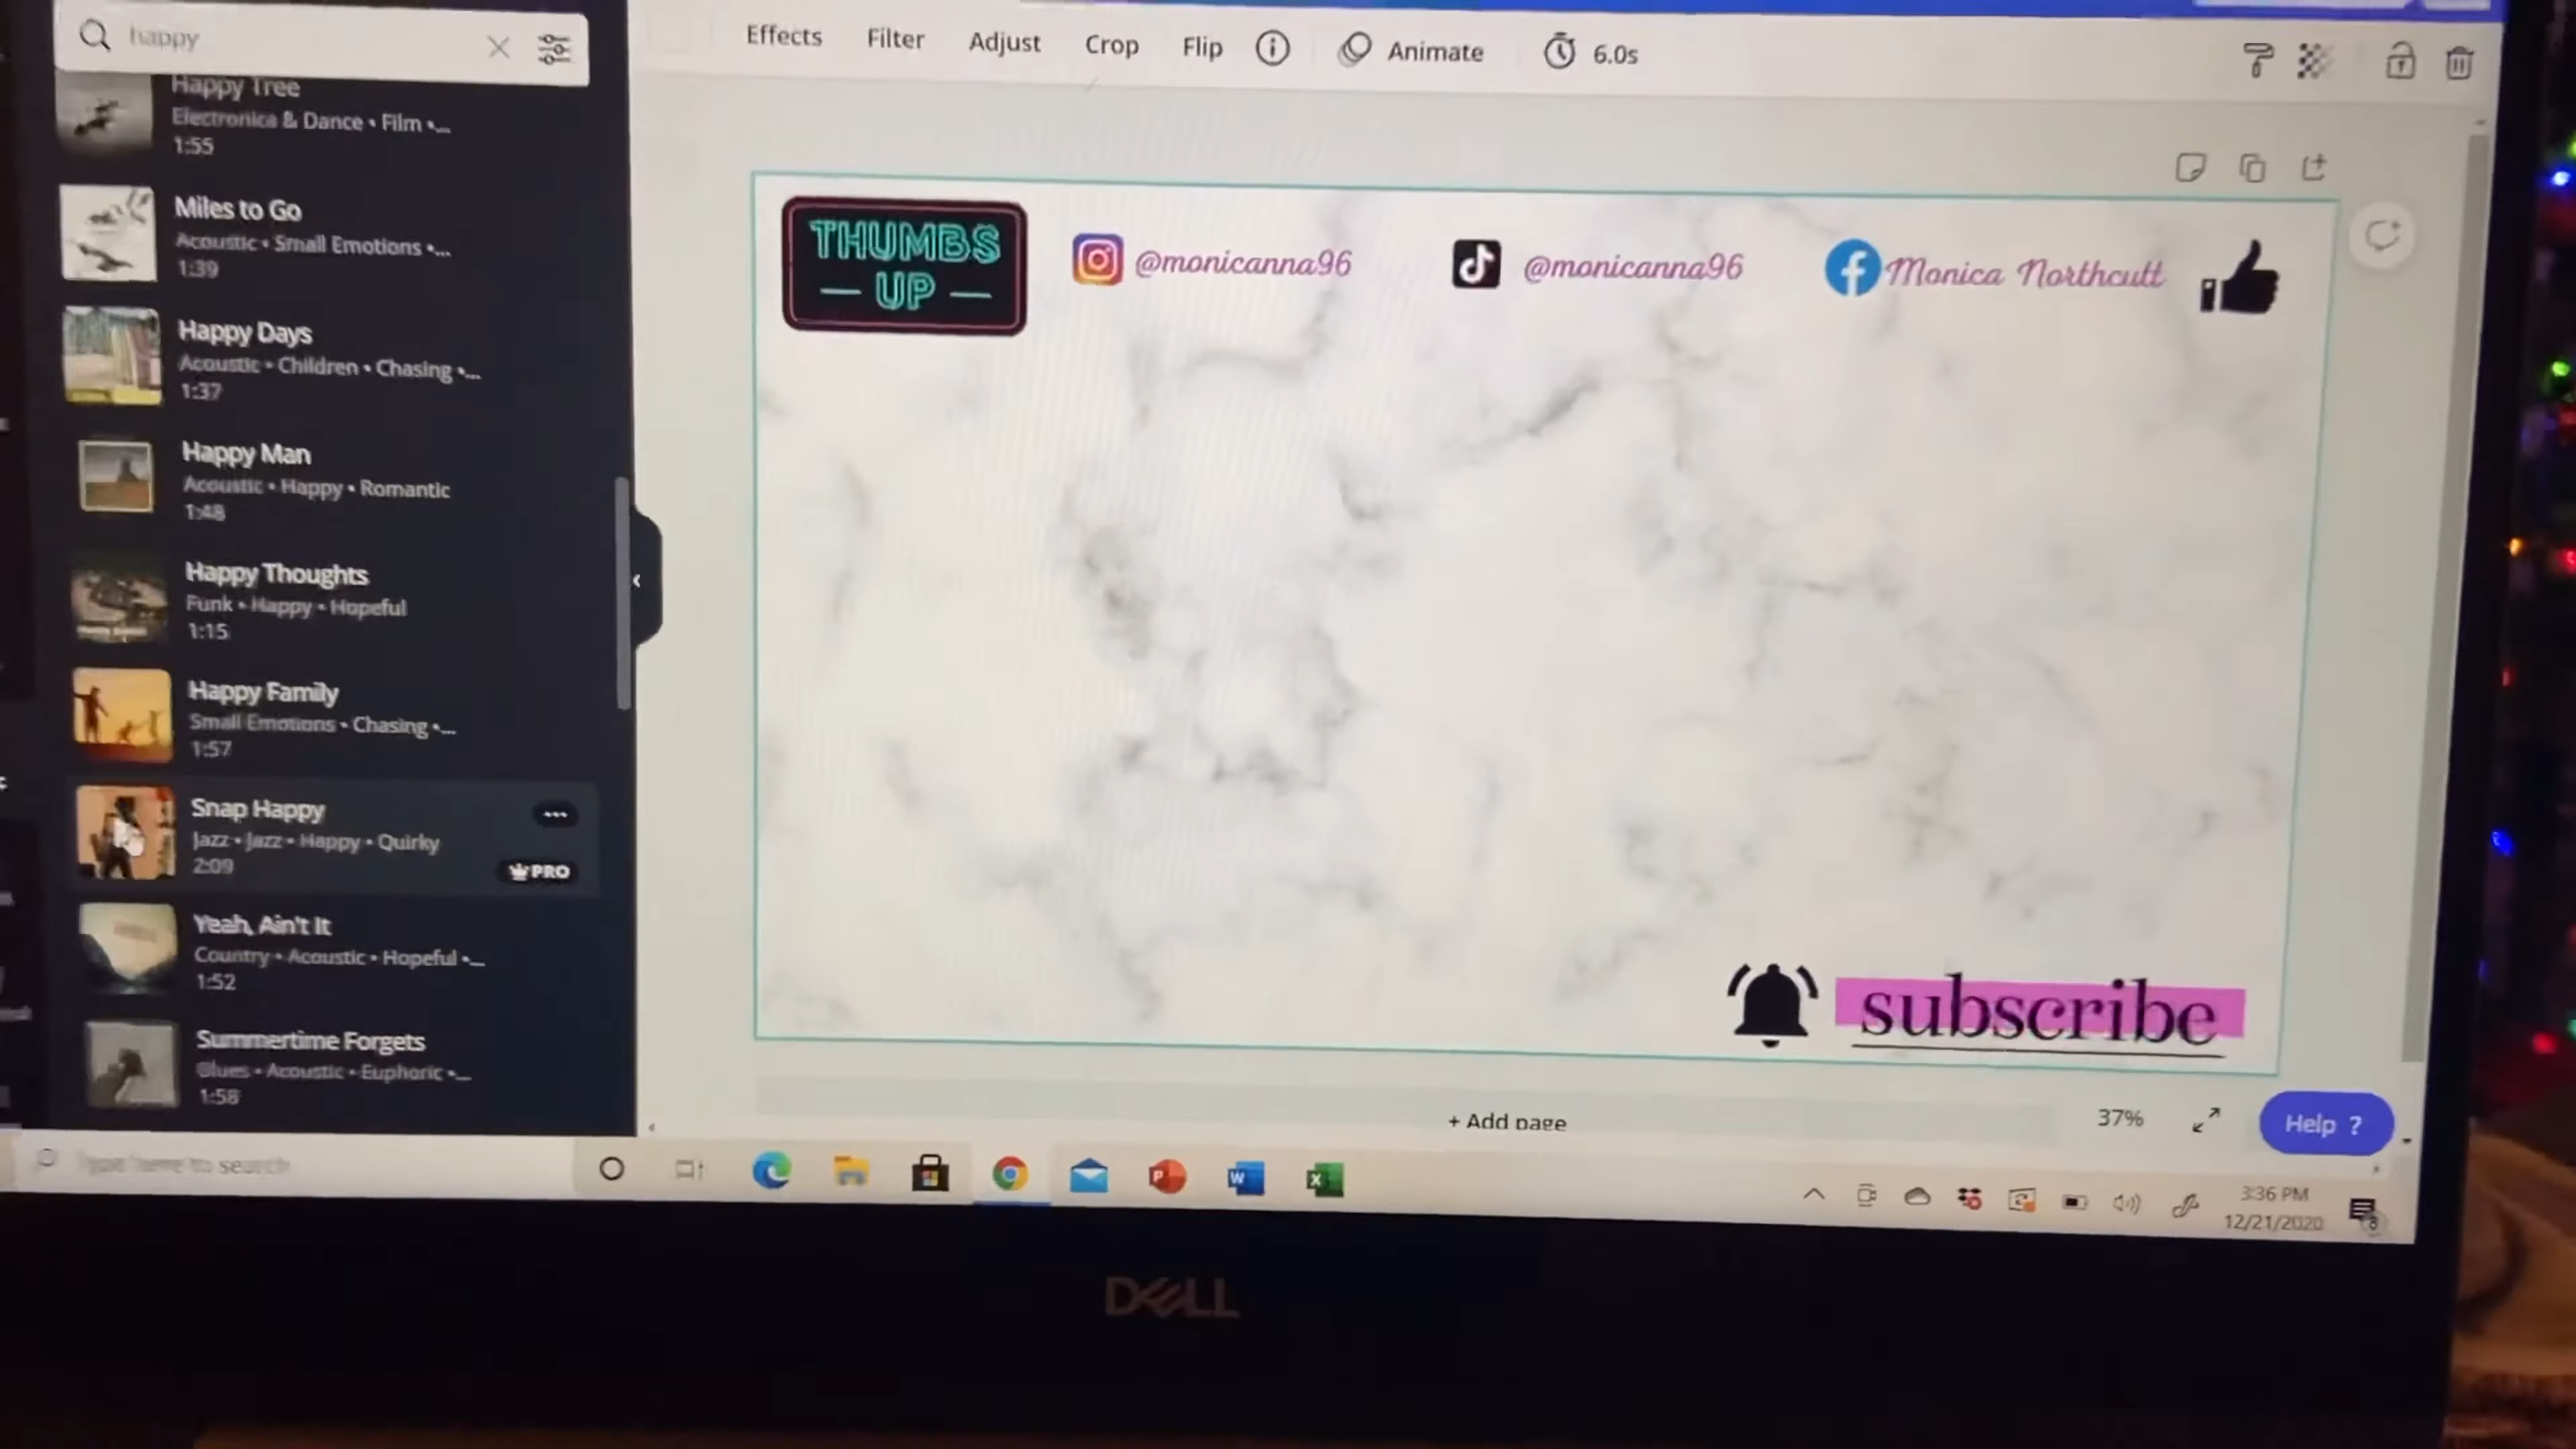 happy
Effects Filter Adjust Crop Flip Animate 6.0s
Happy Tree
Electronica & Dance • Film •...
1:55
Miles to Go
Acoustic • Small Emotions •...
1:39
Happy Days
Acoustic • Children • Chasing •...
1:37
Happy Man
Acoustic • Happy • Romantic
1:48
Happy Thoughts
Funk • Happy • Hopeful
1:15
Happy Family
Small Emotions • Chasing •...
1:57
Snap Happy
Jazz • Jazz • Happy • Quirky
2:09
PRO
Yeah, Ain't It
Country • Acoustic • Hopeful •...
1:52
Summertime Forgets
Blues • Acoustic • Euphoric •...
1:58
THUMBS
— UP —
@monicanna96
@monicanna96
Monica Northcutt
subscribe
+ Add page
37%
Help ?
Type here to search
3:36 PM
12/21/2020
DELL